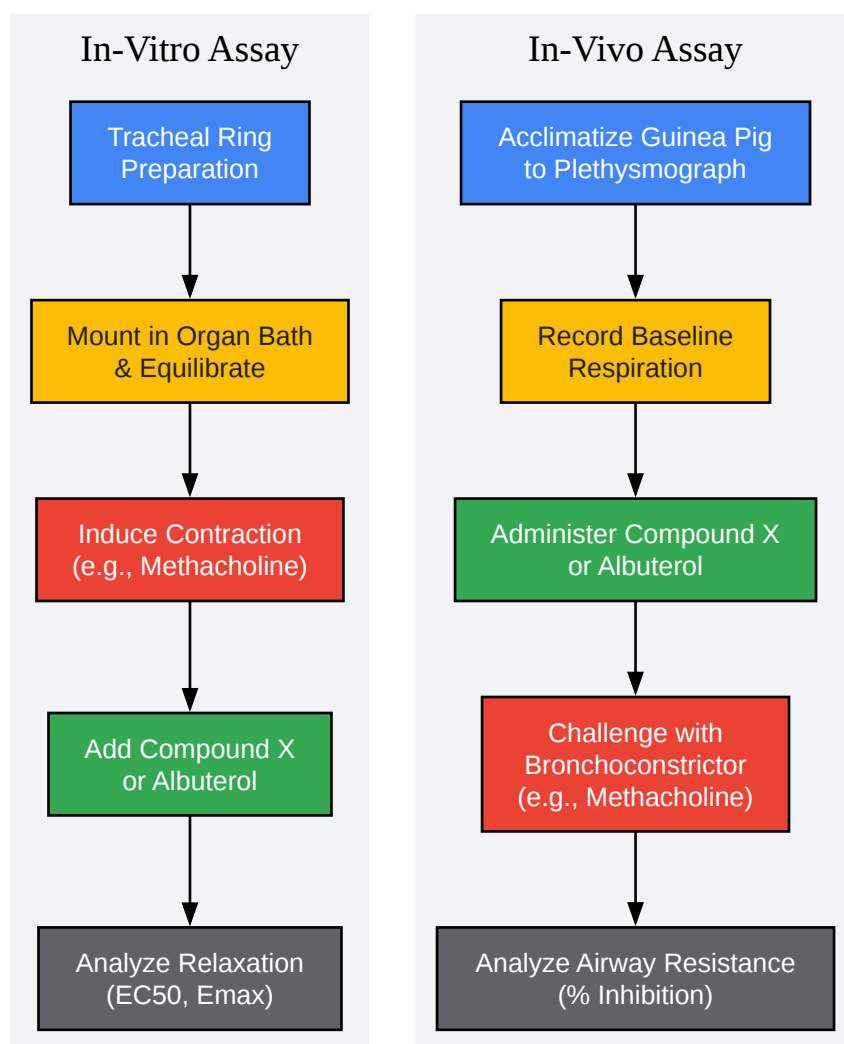 In-Vitro Assay
Tracheal Ring
Preparation
Mount in Organ Bath
& Equilibrate
Induce Contraction
(e.g., Methacholine)
Add Compound X
or Albuterol
Analyze Relaxation
(EC50, Emax)
In-Vivo Assay
Acclimatize Guinea Pig
to Plethysmograph
Record Baseline
Respiration
Administer Compound X
or Albuterol
Challenge with
Bronchoconstrictor
(e.g., Methacholine)
Analyze Airway Resistance
(% Inhibition)